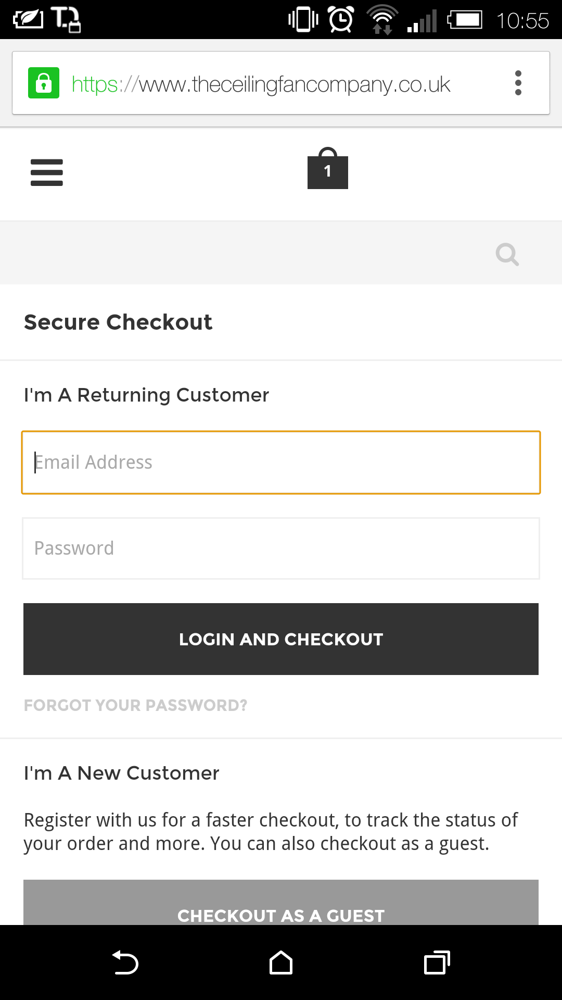 10:55
https://www.theceilingfancompany.co.uk
1
Secure Checkout
I'm A Returning Customer
Email Address
Password
LOGIN AND CHECKOUT
FORGOT YOUR PASSWORD?
I'm A New Customer
Register with us for a faster checkout, to track the status of
your order and more. You can also checkout as a guest.
CHECKOUT AS A GUEST